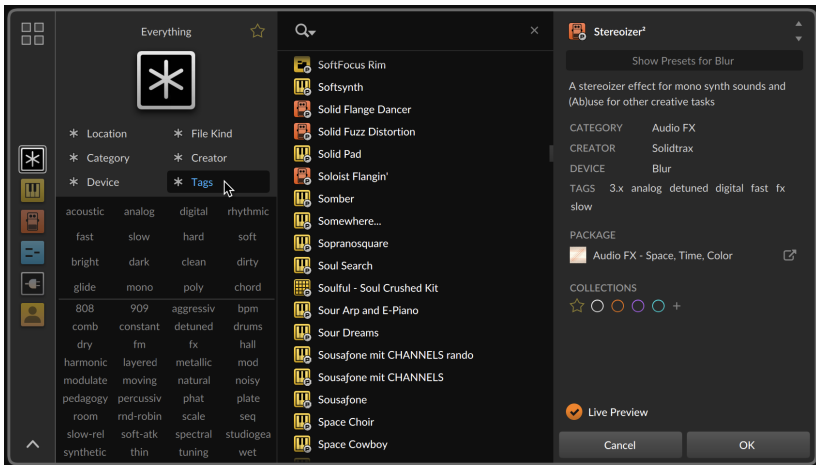 Everything
Location
File Kind
Category
Creator
Device
Tags
acoustic analog digital rhythmic
fast slow hard soft
bright dark clean dirty
glide mono poly chord
808 909 aggressiv bpm
comb constant detuned drums
dry fm fx hall
harmonic layered metallic mod
modulate moving natural noisy
pedagogy percussiv phat plate
room rnd-robin scale seq
slow-rel soft-atk spectral studiogea
synthetic thin tuning wet
SoftFocus Rim
Softsynth
Solid Flange Dancer
Solid Fuzz Distortion
Solid Pad
Soloist Flangin'
Somber
Somewhere...
Sopranosquare
Soul Search
Soulful - Soul Crushed Kit
Sour Arp and E-Piano
Sour Dreams
Sousafone mit CHANNELS rando
Sousafone mit CHANNELS
Sousafone
Space Choir
Space Cowboy
Stereoizer²
Show Presets for Blur
A stereoizer effect for mono synth sounds and
(Ab)use for other creative tasks
CATEGORY Audio FX
CREATOR Solidtrax
DEVICE Blur
TAGS 3.x analog detuned digital fast fx
slow
PACKAGE
Audio FX - Space, Time, Color
COLLECTIONS
Live Preview
Cancel
OK